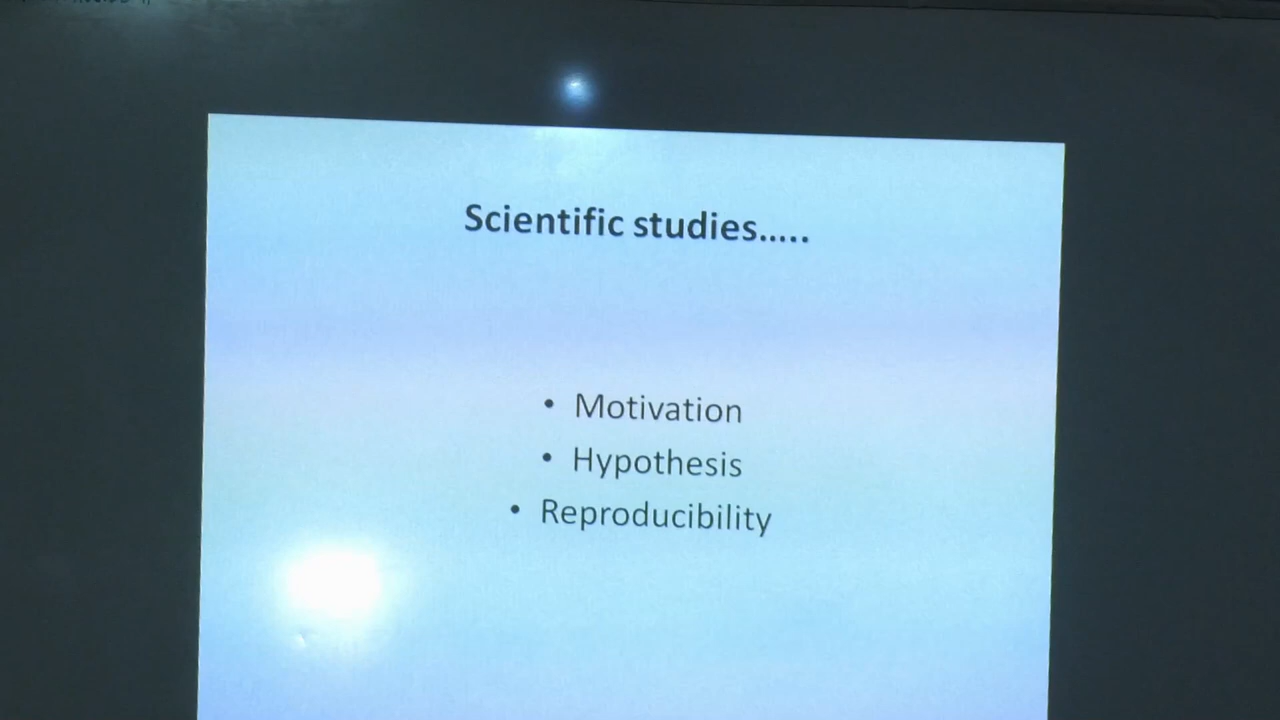 Scientific studies.....
• Motivation
• Hypothesis
• Reproducibility